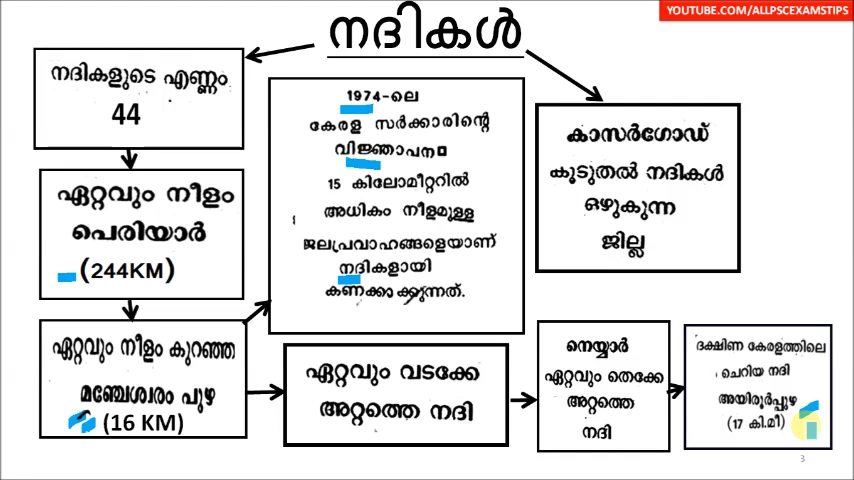 YOUTUBE.COM/ALLPSCEXAMSTIPS
നദികൾ
നദികളുടെ എണ്ണം
44
ഏറ്റവും നീളം
പെരിയാർ
(244KM)
ഏറ്റവും നീളം കുറഞ്ഞ
മഞ്ചേശ്വരം പുഴ
(16 KM)
1974-ലെ
കേരള സർക്കാരിന്റെ
വിജ്ഞാപന
15 കിലോമീറ്ററിൽ
അധികം നീളമുള്ള
ജലപ്രവാഹങ്ങളെയാണ്
നദികളായി
കണക്കാക്കുന്നത്.
കാസർഗോഡ്
കൂടുതൽ നദികൾ
ഒഴുകുന്ന
ജില്ല
ഏറ്റവും വടക്കേ
അറ്റത്തെ നദി
നെയ്യാർ
ഏറ്റവും തെക്കേ
അറ്റത്തെ
നദി
ദക്ഷിണ കേരളത്തിലെ
ചെറിയ നദി
അയിരൂർപ്പുഴ
(17 കി.മീ)
3